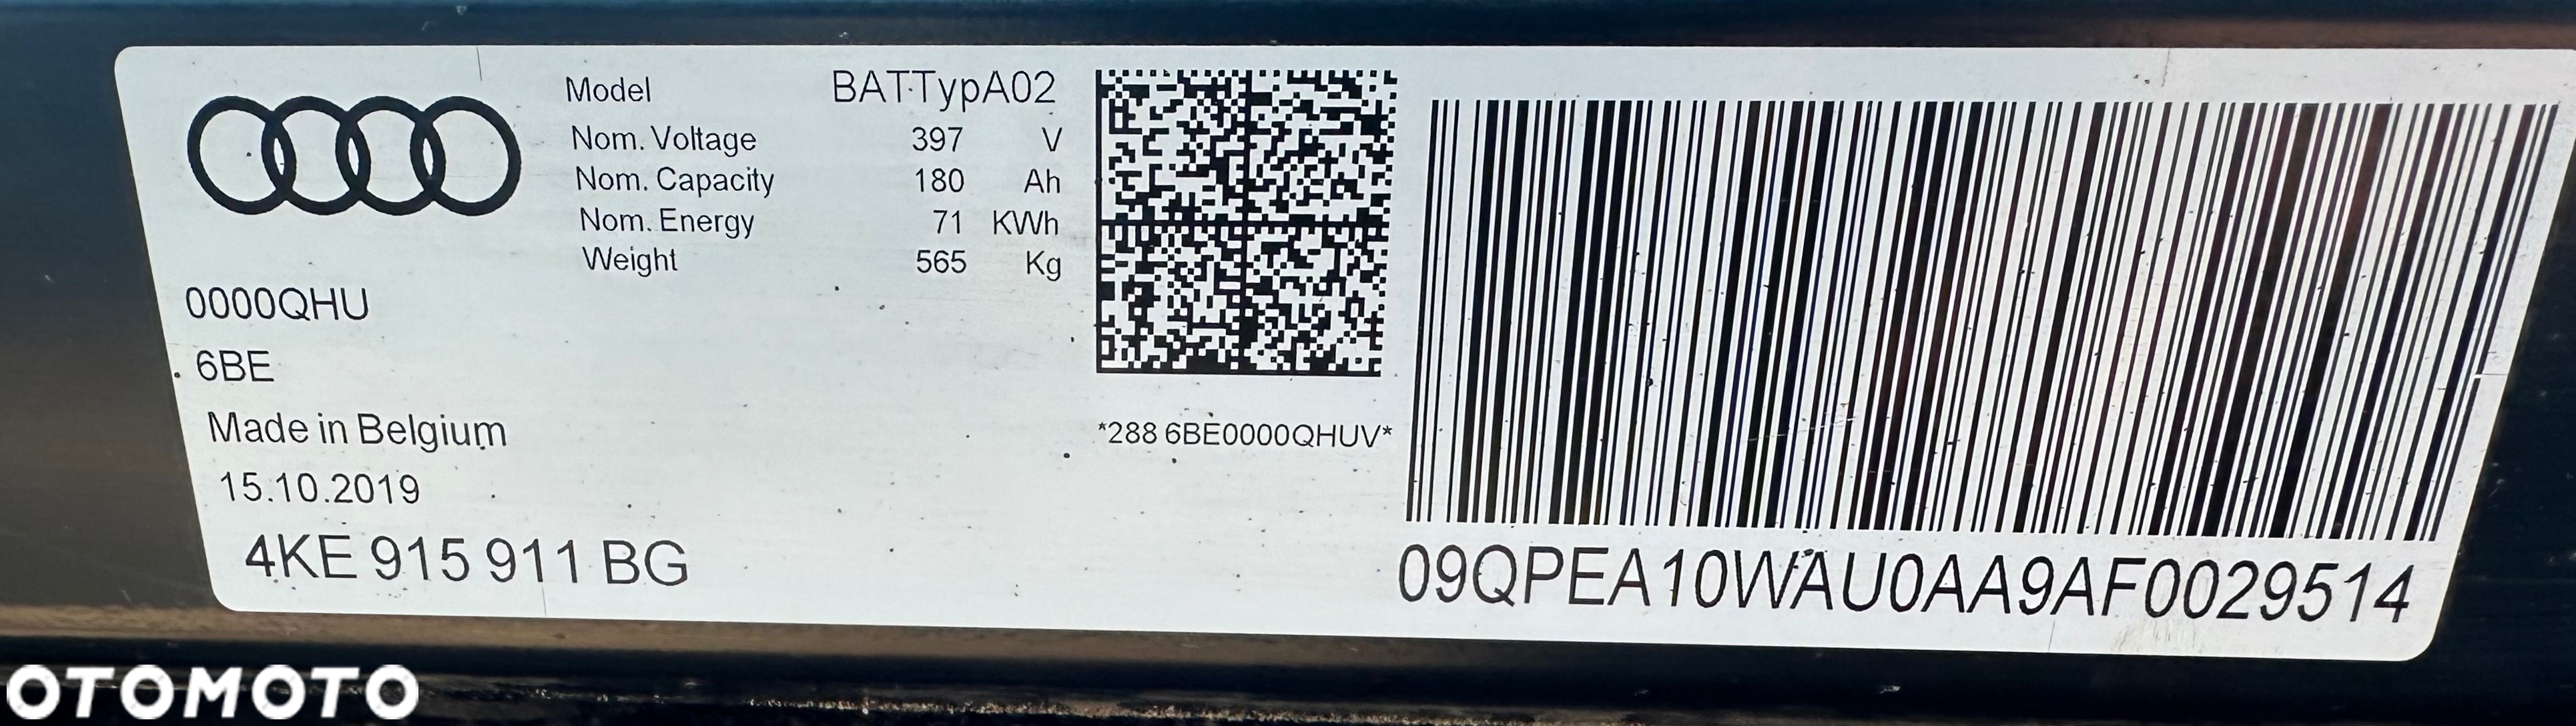 Model BATTypA02
Nom. Voltage 397 V
Nom. Capacity 180 Ah
Nom. Energy 71 KWh
Weight 565 Kg
0000QHU
6BE
Made in Belgium
15.10.2019
4KE 915 911 BG
*288 6BE0000QHUV*
09QPEA10WAU0AA9AF0029514
OTOMOTO